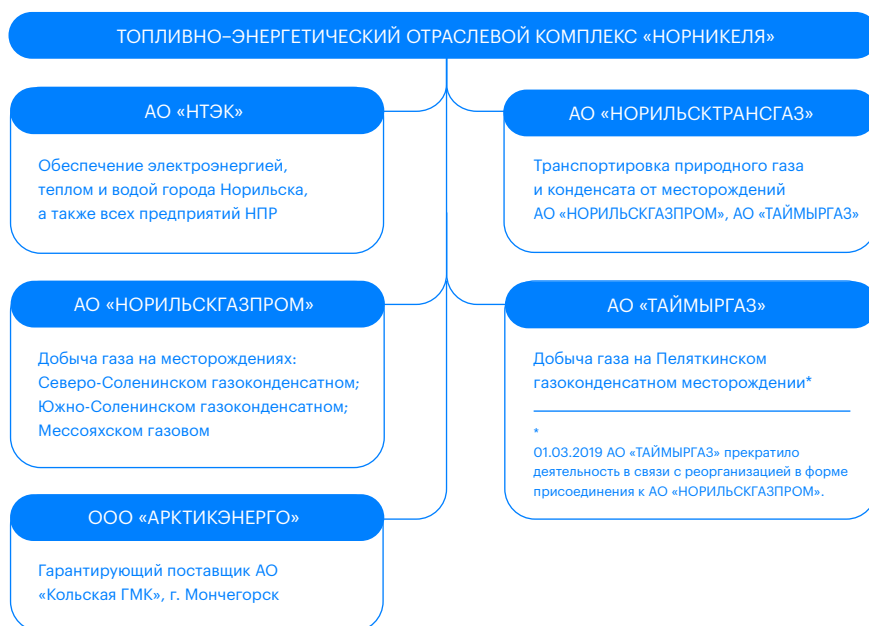 ТОПЛИВНО–ЭНЕРГЕТИЧЕСКИЙ ОТРАСЛЕВОЙ КОМПЛЕКС «НОРНИКЕЛЯ»
АО «НТЭК»
Обеспечение электроэнергией,
теплом и водой города Норильска,
а также всех предприятий НПР
АО «НОРИЛЬСКТРАНСГАЗ»
Транспортировка природного газа
и конденсата от месторождений
АО «НОРИЛЬСКГАЗПРОМ», АО «ТАЙМЫРГАЗ»
АО «НОРИЛЬСКГАЗПРОМ»
Добыча газа на месторождениях:
Северо-Соленинском газоконденсатном;
Южно-Соленинском газоконденсатном;
Мессояхском газовом
АО «ТАЙМЫРГАЗ»
Добыча газа на Пеляткинском
газоконденсатном месторождении*
*
01.03.2019 АО «ТАЙМЫРГАЗ» прекратило
деятельность в связи с реорганизацией в форме
присоединения к АО «НОРИЛЬСКГАЗПРОМ».
ООО «АРКТИКЭНЕРГО»
Гарантирующий поставщик АО
«Кольская ГМК», г. Мончегорск